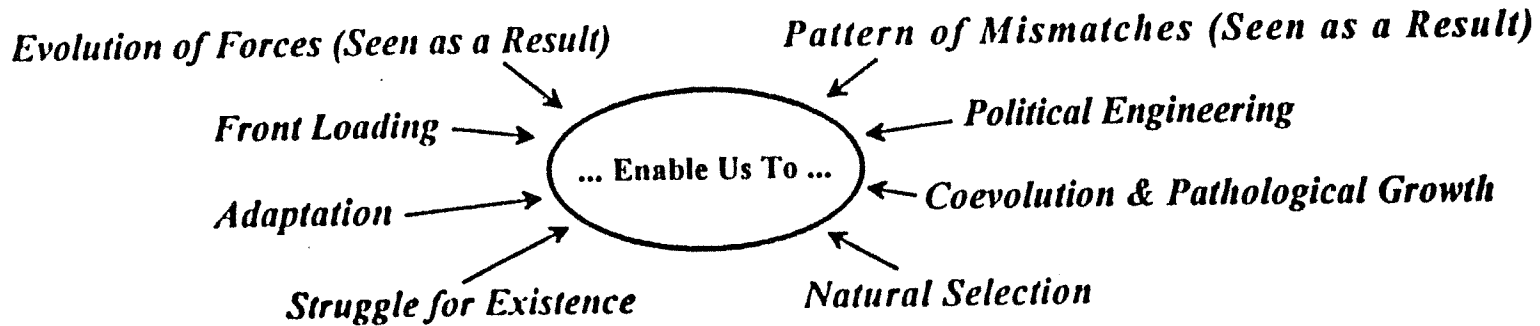 Evolution of Forces (Seen as a Result)
Pattern of Mismatches (Seen as a Result)
Front Loading
Political Engineering
... Enable Us To ...
Adaptation
Coevolution & Pathological Growth
Struggle for Existence
Natural Selection